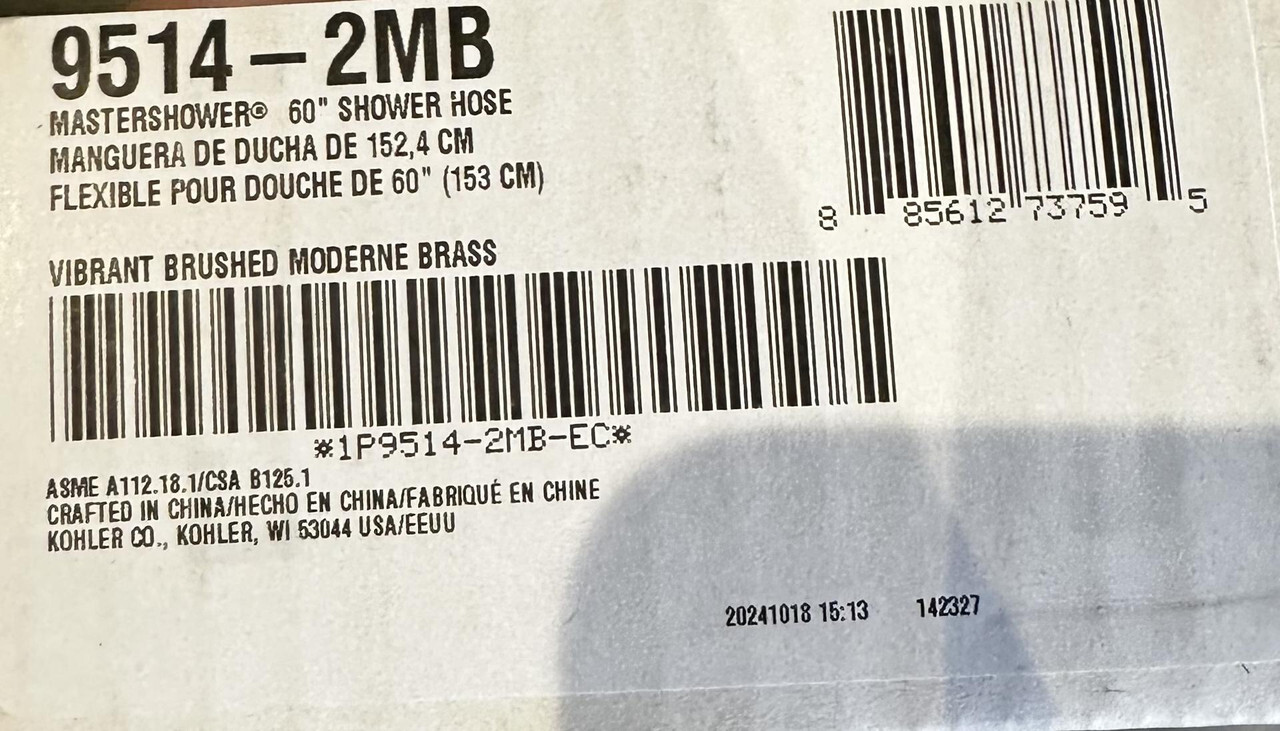 9514-2MB
MASTERSHOWER® 60" SHOWER HOSE
MANGUERA DE DUCHA DE 152,4 CM
FLEXIBLE POUR DOUCHE DE 60" (153 CM)
8 85612 73759 5
VIBRANT BRUSHED MODERNE BRASS
*1P9514-2MB-EC*
ASME A112.18.1/CSA B125.1
CRAFTED IN CHINA/HECHO EN CHINA/FABRIQUÉ EN CHINE
KOHLER CO., KOHLER, WI 53044 USA/EEUU
20241018 15:13 142327